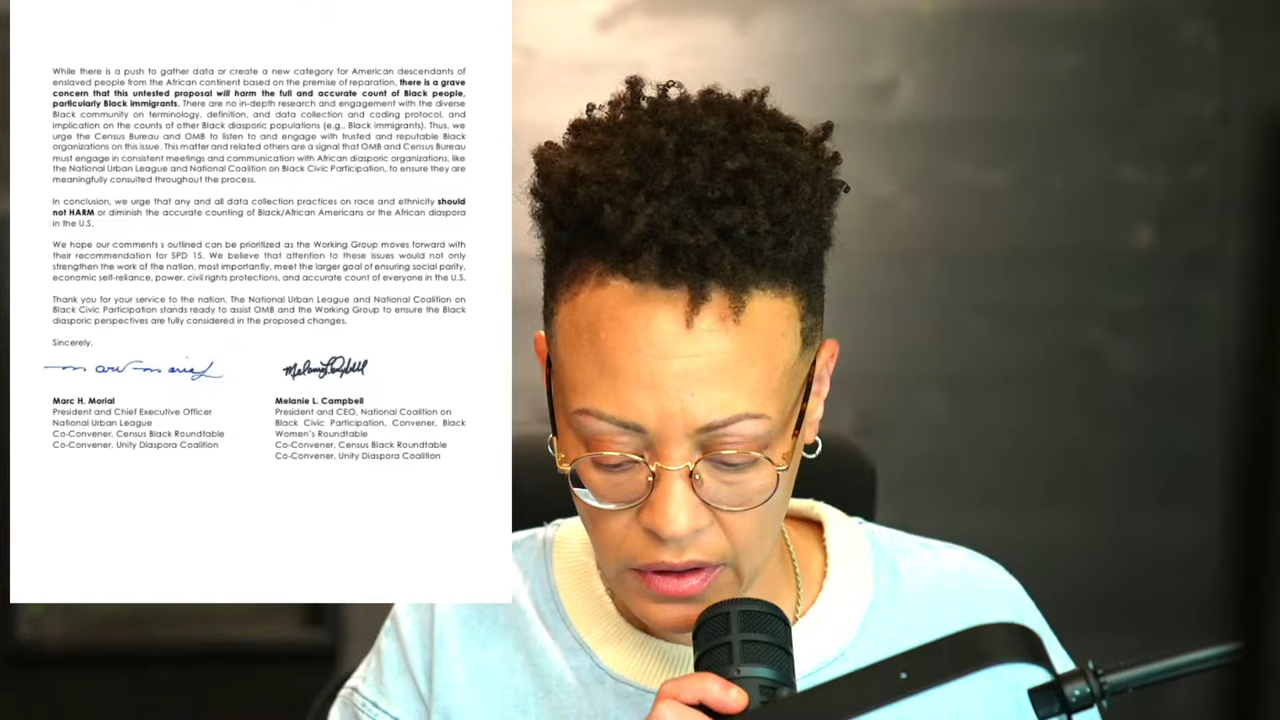 While there is a push to gather data or create a new category for American descendants of
enslaved people from the African continent based on the premise of reparation, there is a grave
concern that this untested proposal will harm the full and accurate count of Black people,
particularly Black immigrants. There are no in-depth research and engagement with the diverse
Black community on terminology, definition, and data collection and coding protocol, and
implication on the counts of other Black diasporic populations (e.g., Black immigrants). Thus, we
urge the Census Bureau and OMB to listen to and engage with trusted and reputable Black
organizations on this issue. This matter and related others are a signal that OMB and Census Bureau
must engage in consistent meetings and communication with African diasporic organizations, like
the National Urban League and National Coalition on Black Civic Participation, to ensure they are
meaningfully consulted throughout the process.
In conclusion, we urge that any and all data collection practices on race and ethnicity should
not HARM or diminish the accurate counting of Black/African Americans or the African diaspora
in the U.S.
We hope our comments s outlined can be prioritized as the Working Group moves forward with
their recommendation for SPD 15. We believe that attention to these issues would not only
strengthen the work of the nation, most importantly, meet the larger goal of ensuring social parity,
economic self-reliance, power, civil rights protections, and accurate count of everyone in the U.S.
Thank you for your service to the nation. The National Urban League and National Coalition on
Black Civic Participation stands ready to assist OMB and the Working Group to ensure the Black
diasporic perspectives are fully considered in the proposed changes.
Sincerely,
Marc H. Morial
President and Chief Executive Officer
National Urban League
Co-Convener, Census Black Roundtable
Co-Convener, Unity Diaspora Coalition
Melanie L. Campbell
President and CEO, National Coalition on
Black Civic Participation, Convener, Black
Women's Roundtable
Co-Convener, Census Black Roundtable
Co-Convener, Unity Diaspora Coalition